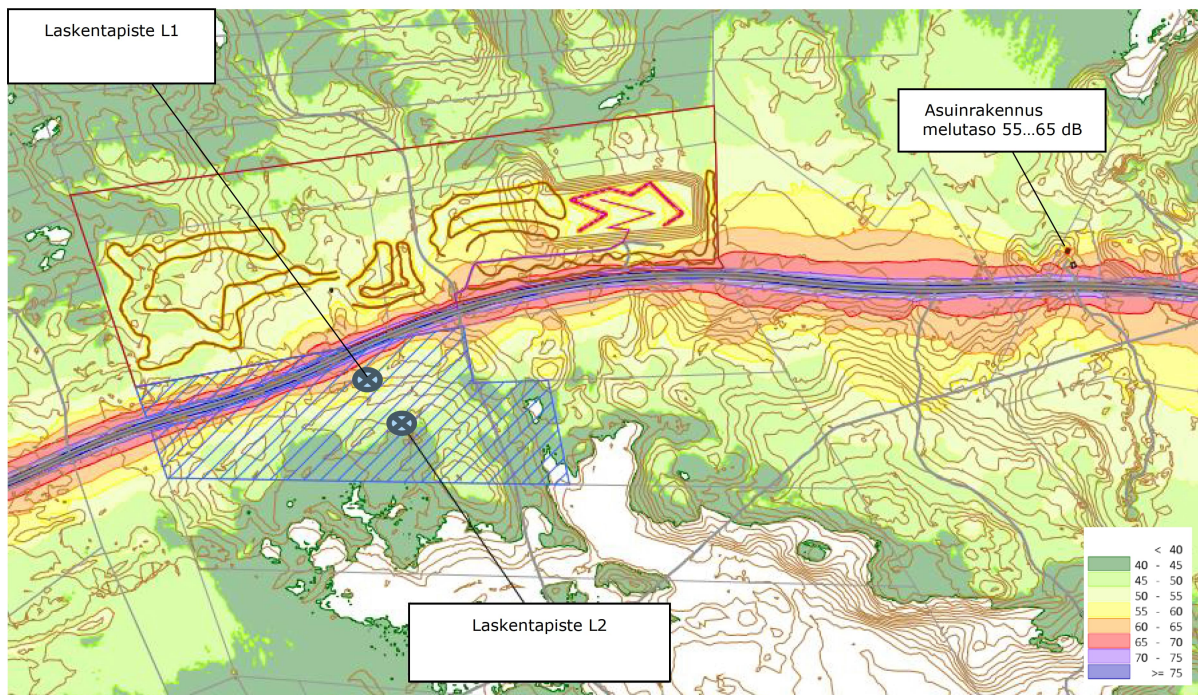 Laskentapiste L1
Asuinrakennus
melutaso 55...65 dB
Laskentapiste L2
< 40
40 - 45
45 - 50
50 - 55
55 - 60
60 - 65
65 - 70
70 - 75
>= 75